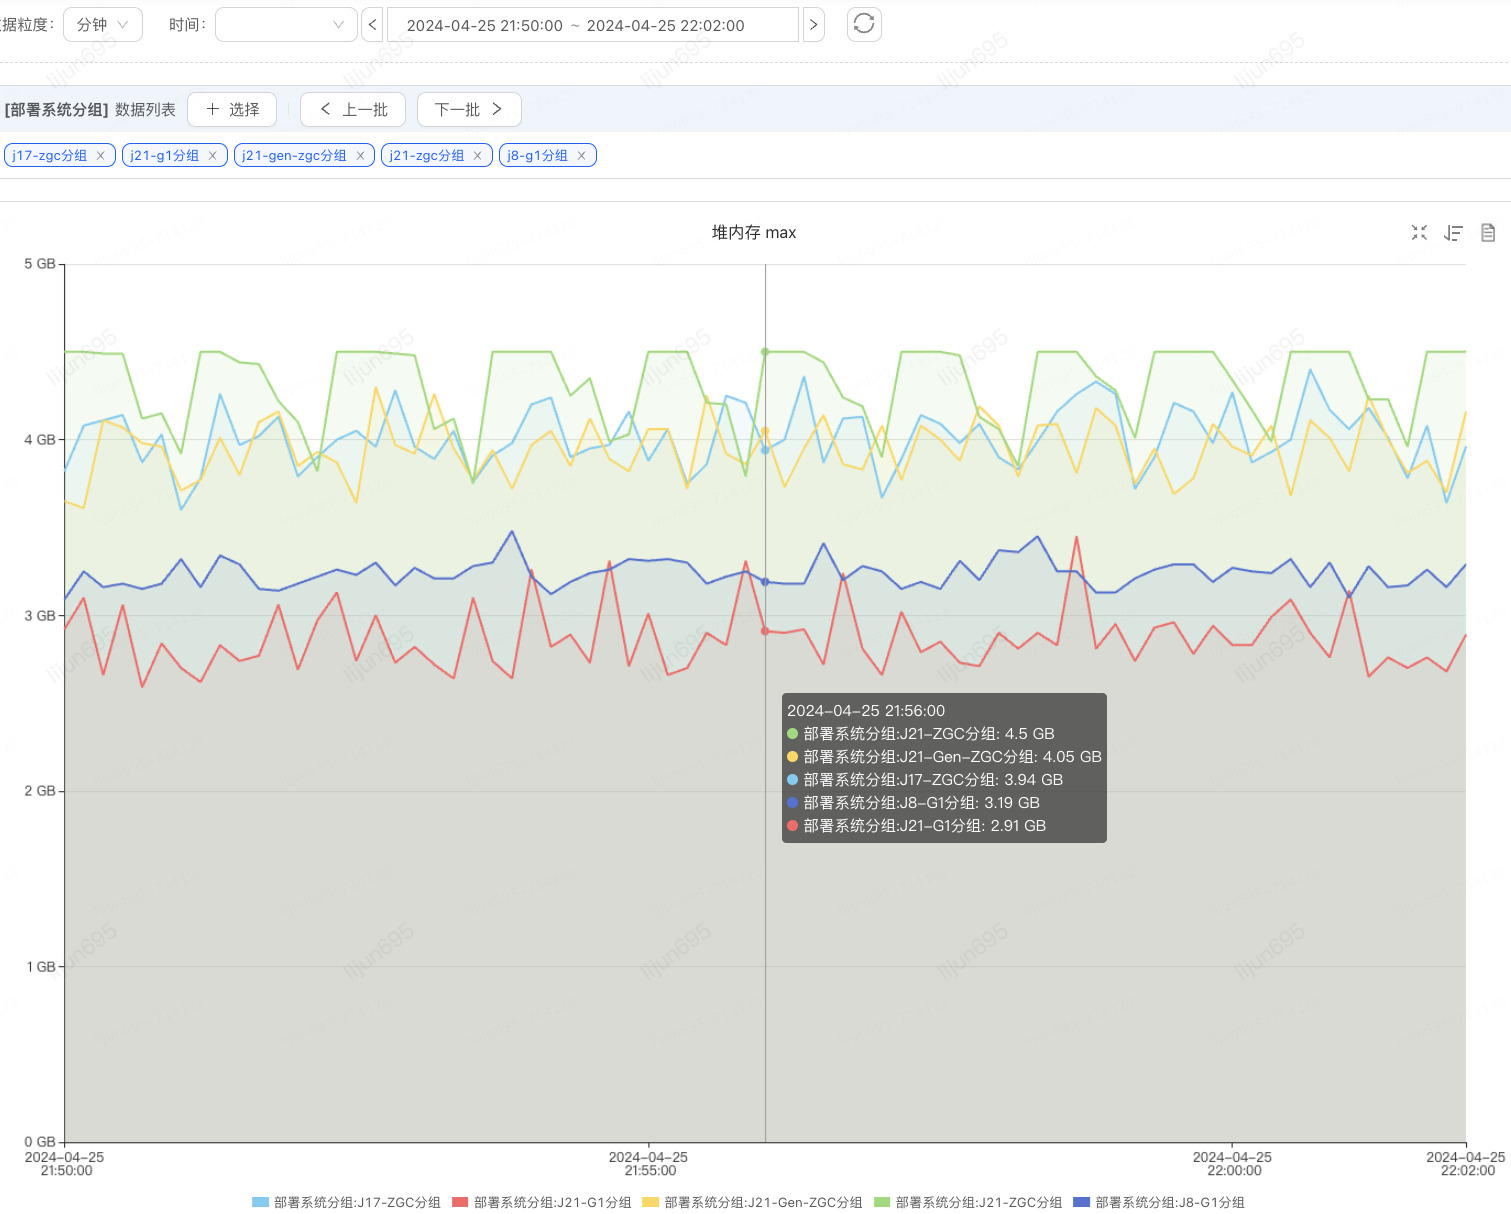 据粒度: 分钟 时间: < 2024-04-25 21:50:00 ~ 2024-04-25 22:02:00 >
[部署系统分组] 数据列表 + 选择 < 上一批 下一批 >
j17-zgc分组 × j21-g1分组 × j21-gen-zgc分组 × j21-zgc分组 × j8-g1分组 ×
堆内存 max
5 GB
4 GB
3 GB
2 GB
1 GB
0 GB
2024-04-25 21:56:00
部署系统分组:J21-ZGC分组: 4.5 GB
部署系统分组:J21-Gen-ZGC分组: 4.05 GB
部署系统分组:J17-ZGC分组: 3.94 GB
部署系统分组:J8-G1分组: 3.19 GB
部署系统分组:J21-G1分组: 2.91 GB
2024-04-25 2024-04-25 2024-04-25 2024-04-25
21:50:00 21:55:00 22:00:00 22:02:00
部署系统分组:J17-ZGC分组 部署系统分组:J21-G1分组 部署系统分组:J21-Gen-ZGC分组 部署系统分组:J21-ZGC分组 部署系统分组:J8-G1分组
lijun695